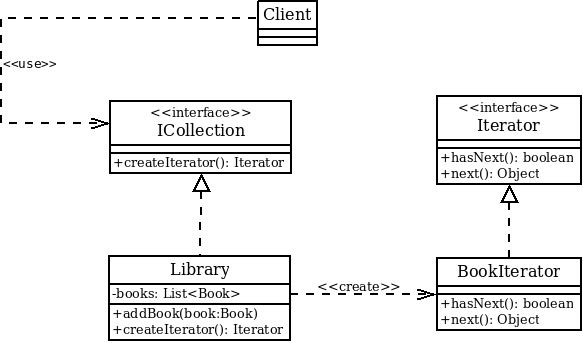 Client
<<use>>
<<interface>>
ICollection
+createIterator(): Iterator
<<interface>>
Iterator
+hasNext(): boolean
+next(): Object
Library
-books: List<Book>
+addBook(book:Book)
+createIterator(): Iterator
<<create>>
BookIterator
+hasNext(): boolean
+next(): Object